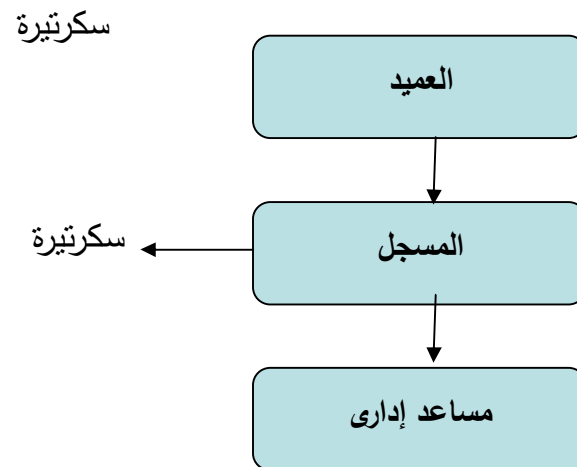 سكرتيرة
العميد
المسجل
سكرتيرة
مساعد إدارى